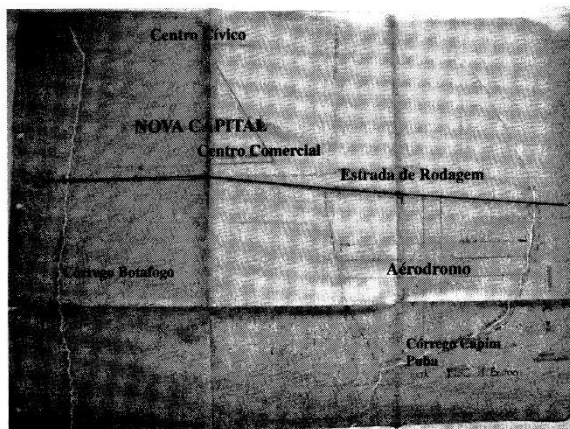 Centro Cívico
NOVA CAPITAL
Centro Comercial
Estrada de Rodagem
Córrego Botafogo
Aérodromo
Córrego Capim
Puba